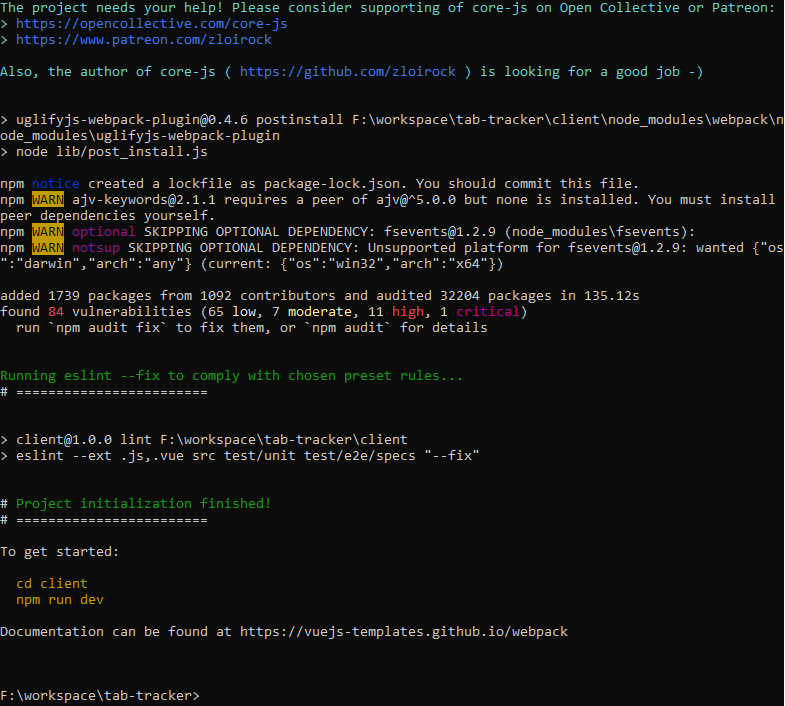 The project needs your help! Please consider supporting of core-js on Open Collective or Patreon:
> https://opencollective.com/core-js
> https://www.patreon.com/zloirock
Also, the author of core-js ( https://github.com/zloirock ) is looking for a good job -)
> uglifyjs-webpack-plugin@0.4.6 postinstall F:\workspace\tab-tracker\client\node_modules\webpack\n
ode_modules\uglifyjs-webpack-plugin
> node lib/post_install.js
npm notice created a lockfile as package-lock.json. You should commit this file.
npm WARN ajv-keywords@2.1.1 requires a peer of ajv@^5.0.0 but none is installed. You must install
peer dependencies yourself.
npm WARN optional SKIPPING OPTIONAL DEPENDENCY: fsevents@1.2.9 (node_modules\fsevents):
npm WARN notsup SKIPPING OPTIONAL DEPENDENCY: Unsupported platform for fsevents@1.2.9: wanted {"os
":"darwin","arch":"any"} (current: {"os":"win32","arch":"x64"})
added 1739 packages from 1092 contributors and audited 32204 packages in 135.12s
found 84 vulnerabilities (65 low, 7 moderate, 11 high, 1 critical)
  run `npm audit fix` to fix them, or `npm audit` for details
Running eslint --fix to comply with chosen preset rules...
# ========================
> client@1.0.0 lint F:\workspace\tab-tracker\client
> eslint --ext .js,.vue src test/unit test/e2e/specs "--fix"
# Project initialization finished!
# ========================
To get started:
  cd client
  npm run dev
Documentation can be found at https://vuejs-templates.github.io/webpack
F:\workspace\tab-tracker>